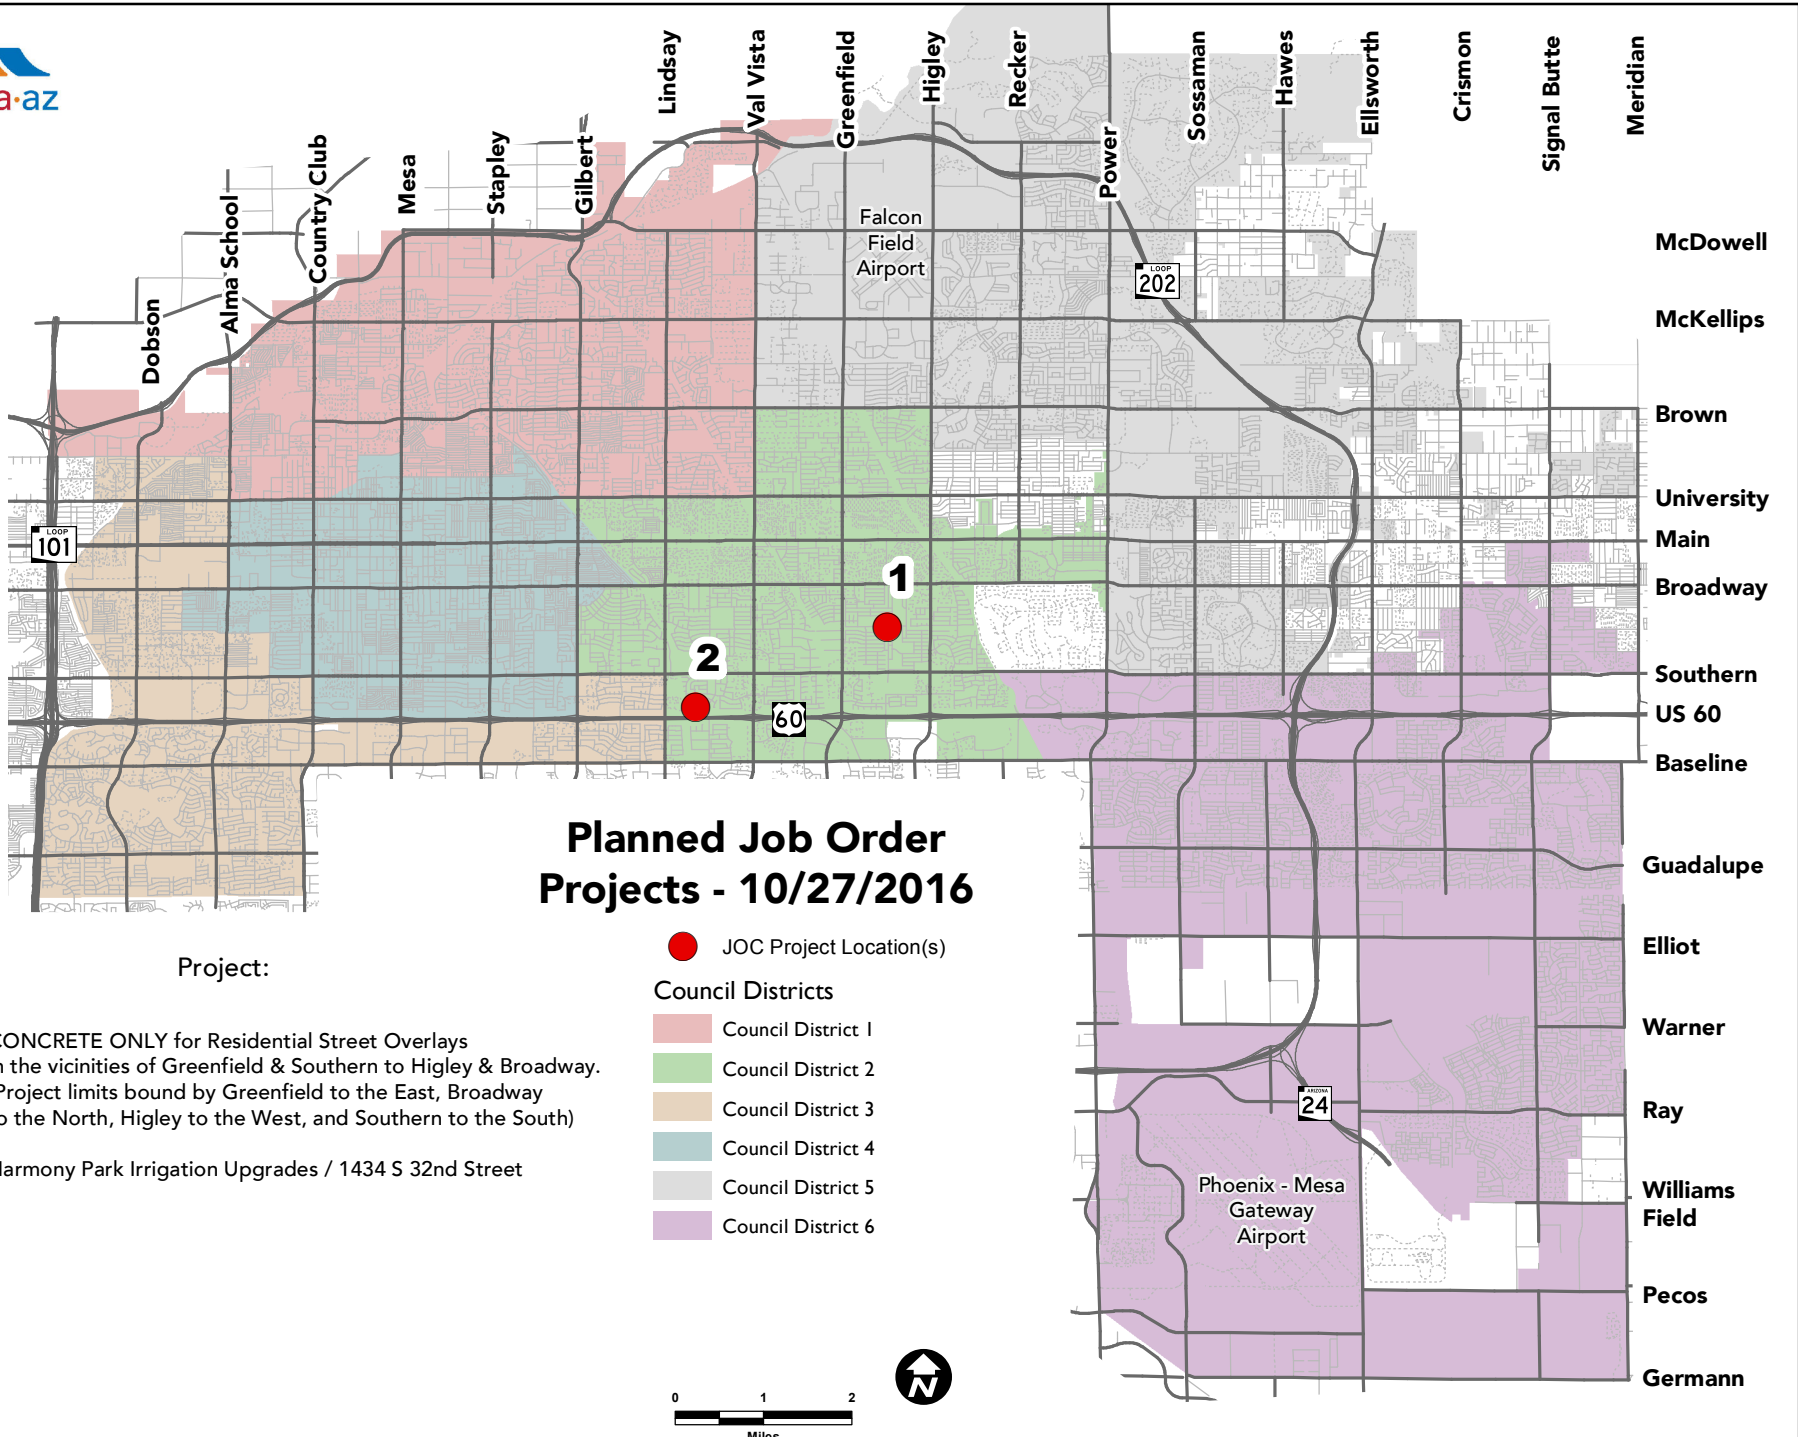 a·az
Lindsay
Val Vista
Greenfield
Higley
Recker
Power
Sossaman
Hawes
Ellsworth
Crismon
Signal Butte
Meridian
Dobson
Alma School
Country Club
Mesa
Stapley
Gilbert
Falcon
Field
Airport
LOOP
202
LOOP
101
60
1
2
McDowell
McKellips
Brown
University
Main
Broadway
Southern
US 60
Baseline
Guadalupe
Elliot
Warner
Ray
Williams
Field
Pecos
Germann
ARIZONA
24
Phoenix - Mesa
Gateway
Airport
Planned Job Order
Projects - 10/27/2016
JOC Project Location(s)
Council Districts
Council District 1
Council District 2
Council District 3
Council District 4
Council District 5
Council District 6
Project:
CONCRETE ONLY for Residential Street Overlays
n the vicinities of Greenfield & Southern to Higley & Broadway.
Project limits bound by Greenfield to the East, Broadway
o the North, Higley to the West, and Southern to the South)
Harmony Park Irrigation Upgrades / 1434 S 32nd Street
N
0 1 2
Miles